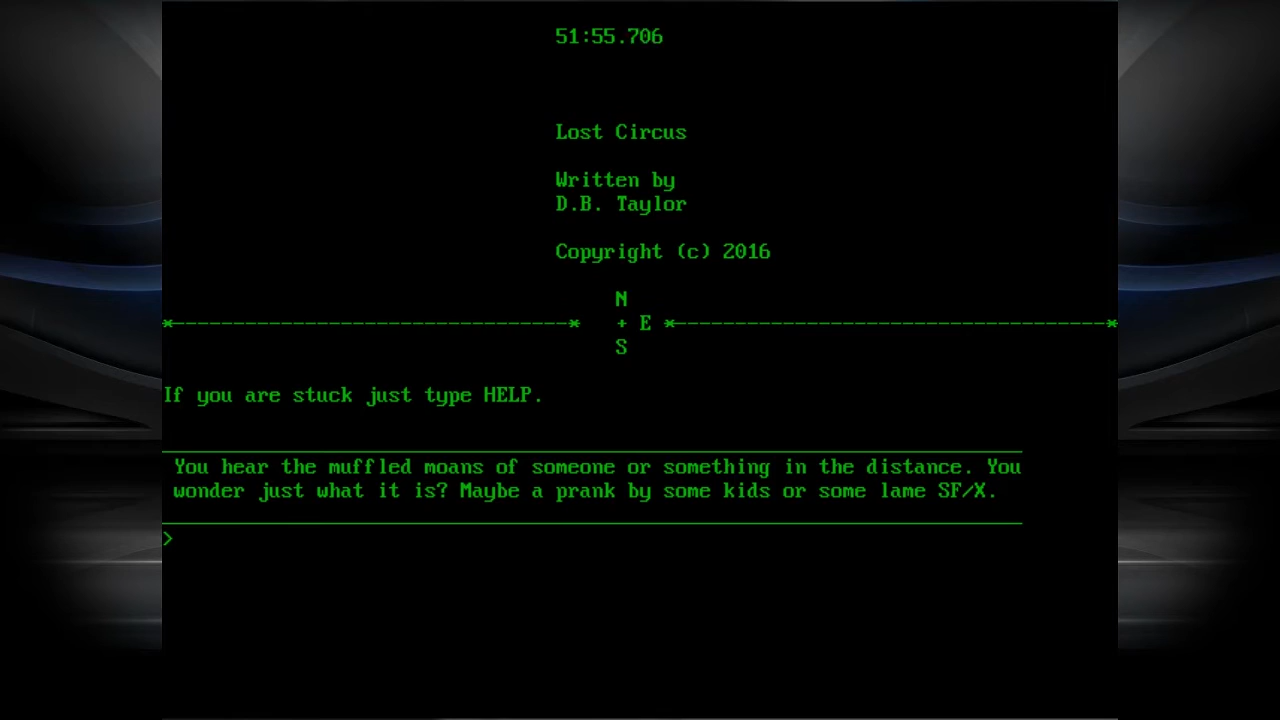 51:55.706
Lost Circus
Written by
D.B. Taylor
Copyright (c) 2016
N
*----------------------------------* + E *-------------------------------------*
S
If you are stuck just type HELP.
You hear the muffled moans of someone or something in the distance. You
wonder just what it is? Maybe a prank by some kids or some lame SF/X.
>